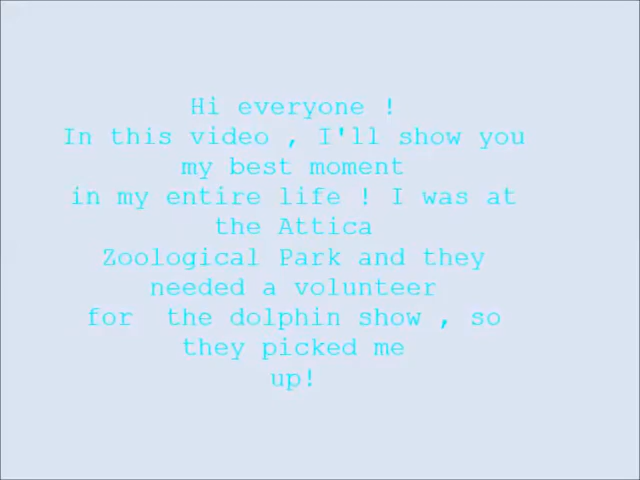 Hi everyone !
In this video , I'll show you
my best moment
in my entire life ! I was at
the Attica
Zoological Park and they
needed a volunteer
for  the dolphin show , so
they picked me
up!